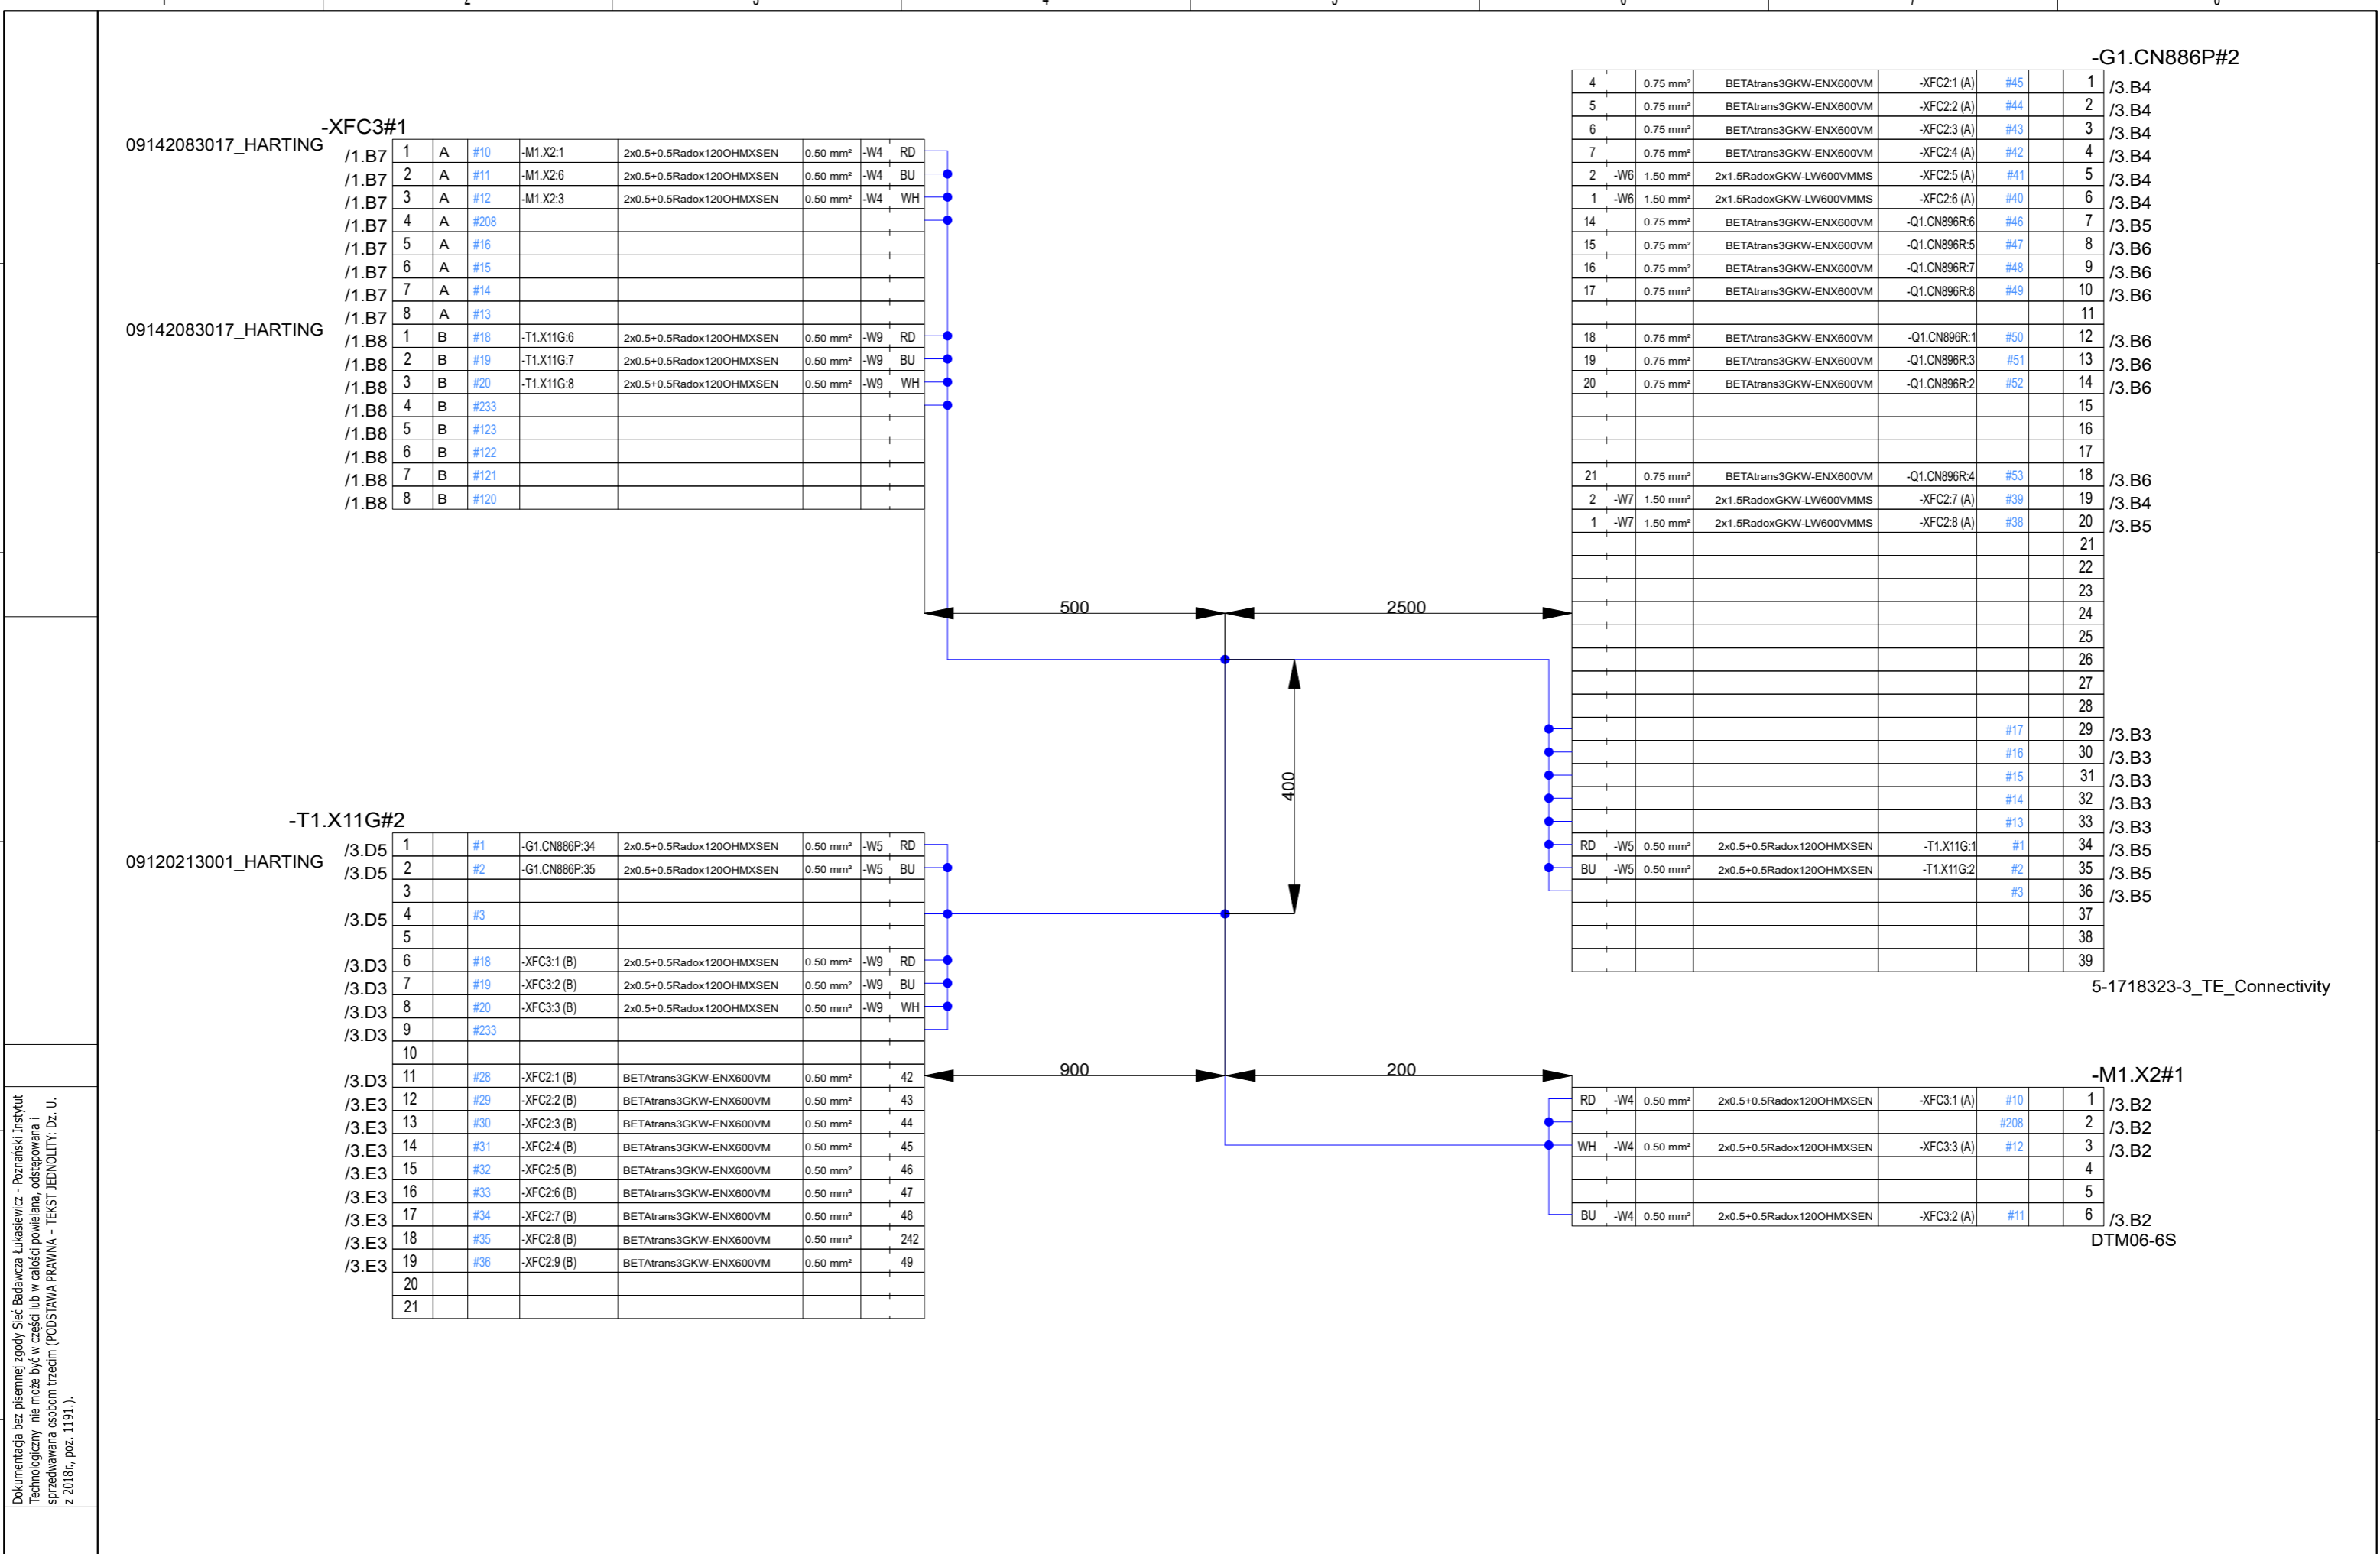 -XFC3#1
09142083017_HARTING
/1.B7 1 A #10 -M1.X2:1 2x0.5+0.5Radox120OHMXSEN 0.50 mm² -W4 RD
/1.B7 2 A #11 -M1.X2:6 2x0.5+0.5Radox120OHMXSEN 0.50 mm² -W4 BU
/1.B7 3 A #12 -M1.X2:3 2x0.5+0.5Radox120OHMXSEN 0.50 mm² -W4 WH
/1.B7 4 A #208
/1.B7 5 A #16
/1.B7 6 A #15
/1.B7 7 A #14
/1.B7 8 A #13
09142083017_HARTING
/1.B8 1 B #18 -T1.X11G:6 2x0.5+0.5Radox120OHMXSEN 0.50 mm² -W9 RD
/1.B8 2 B #19 -T1.X11G:7 2x0.5+0.5Radox120OHMXSEN 0.50 mm² -W9 BU
/1.B8 3 B #20 -T1.X11G:8 2x0.5+0.5Radox120OHMXSEN 0.50 mm² -W9 WH
/1.B8 4 B #233
/1.B8 5 B #123
/1.B8 6 B #122
/1.B8 7 B #121
/1.B8 8 B #120
-G1.CN886P#2
4 0.75 mm² BETAtrans3GKW-ENX600VM -XFC2:1 (A) #45 1 /3.B4
5 0.75 mm² BETAtrans3GKW-ENX600VM -XFC2:2 (A) #44 2 /3.B4
6 0.75 mm² BETAtrans3GKW-ENX600VM -XFC2:3 (A) #43 3 /3.B4
7 0.75 mm² BETAtrans3GKW-ENX600VM -XFC2:4 (A) #42 4 /3.B4
2 -W6 1.50 mm² 2x1.5RadoxGKW-LW600VMMS -XFC2:5 (A) #41 5 /3.B4
1 -W6 1.50 mm² 2x1.5RadoxGKW-LW600VMMS -XFC2:6 (A) #40 6 /3.B4
14 0.75 mm² BETAtrans3GKW-ENX600VM -Q1.CN896R:6 #46 7 /3.B5
15 0.75 mm² BETAtrans3GKW-ENX600VM -Q1.CN896R:5 #47 8 /3.B6
16 0.75 mm² BETAtrans3GKW-ENX600VM -Q1.CN896R:7 #48 9 /3.B6
17 0.75 mm² BETAtrans3GKW-ENX600VM -Q1.CN896R:8 #49 10 /3.B6
11
18 0.75 mm² BETAtrans3GKW-ENX600VM -Q1.CN896R:1 #50 12 /3.B6
19 0.75 mm² BETAtrans3GKW-ENX600VM -Q1.CN896R:3 #51 13 /3.B6
20 0.75 mm² BETAtrans3GKW-ENX600VM -Q1.CN896R:2 #52 14 /3.B6
15
16
17
21 0.75 mm² BETAtrans3GKW-ENX600VM -Q1.CN896R:4 #53 18 /3.B6
2 -W7 1.50 mm² 2x1.5RadoxGKW-LW600VMMS -XFC2:7 (A) #39 19 /3.B4
1 -W7 1.50 mm² 2x1.5RadoxGKW-LW600VMMS -XFC2:8 (A) #38 20 /3.B5
21
22
23
24
25
26
27
28
#17 29 /3.B3
#16 30 /3.B3
#15 31 /3.B3
#14 32 /3.B3
#13 33 /3.B3
RD -W5 0.50 mm² 2x0.5+0.5Radox120OHMXSEN -T1.X11G:1 #1 34 /3.B5
BU -W5 0.50 mm² 2x0.5+0.5Radox120OHMXSEN -T1.X11G:2 #2 35 /3.B5
#3 36 /3.B5
37
38
39
5-1718323-3_TE_Connectivity
500
2500
400
-T1.X11G#2
09120213001_HARTING
/3.D5 1 #1 -G1.CN886P:34 2x0.5+0.5Radox120OHMXSEN 0.50 mm² -W5 RD
/3.D5 2 #2 -G1.CN886P:35 2x0.5+0.5Radox120OHMXSEN 0.50 mm² -W5 BU
3
/3.D5 4 #3
5
/3.D3 6 #18 -XFC3:1 (B) 2x0.5+0.5Radox120OHMXSEN 0.50 mm² -W9 RD
/3.D3 7 #19 -XFC3:2 (B) 2x0.5+0.5Radox120OHMXSEN 0.50 mm² -W9 BU
/3.D3 8 #20 -XFC3:3 (B) 2x0.5+0.5Radox120OHMXSEN 0.50 mm² -W9 WH
/3.D3 9 #233
10
/3.D3 11 #28 -XFC2:1 (B) BETAtrans3GKW-ENX600VM 0.50 mm² 42
/3.E3 12 #29 -XFC2:2 (B) BETAtrans3GKW-ENX600VM 0.50 mm² 43
/3.E3 13 #30 -XFC2:3 (B) BETAtrans3GKW-ENX600VM 0.50 mm² 44
/3.E3 14 #31 -XFC2:4 (B) BETAtrans3GKW-ENX600VM 0.50 mm² 45
/3.E3 15 #32 -XFC2:5 (B) BETAtrans3GKW-ENX600VM 0.50 mm² 46
/3.E3 16 #33 -XFC2:6 (B) BETAtrans3GKW-ENX600VM 0.50 mm² 47
/3.E3 17 #34 -XFC2:7 (B) BETAtrans3GKW-ENX600VM 0.50 mm² 48
/3.E3 18 #35 -XFC2:8 (B) BETAtrans3GKW-ENX600VM 0.50 mm² 242
/3.E3 19 #36 -XFC2:9 (B) BETAtrans3GKW-ENX600VM 0.50 mm² 49
20
21
900
200
-M1.X2#1
RD -W4 0.50 mm² 2x0.5+0.5Radox120OHMXSEN -XFC3:1 (A) #10 1 /3.B2
#208 2 /3.B2
WH -W4 0.50 mm² 2x0.5+0.5Radox120OHMXSEN -XFC3:3 (A) #12 3 /3.B2
4
5
BU -W4 0.50 mm² 2x0.5+0.5Radox120OHMXSEN -XFC3:2 (A) #11 6 /3.B2
DTM06-6S
Dokumentacja bez pisemnej zgody Sieć Badawcza Łukasiewicz - Poznański Instytut
Technologiczny nie może być w części lub w całości powielana, odstępowana i
sprzedwawana osobom trzecim (PODSTAWA PRAWNA – TEKST JEDNOLITY: Dz. U.
z 2018r., poz. 1191.).